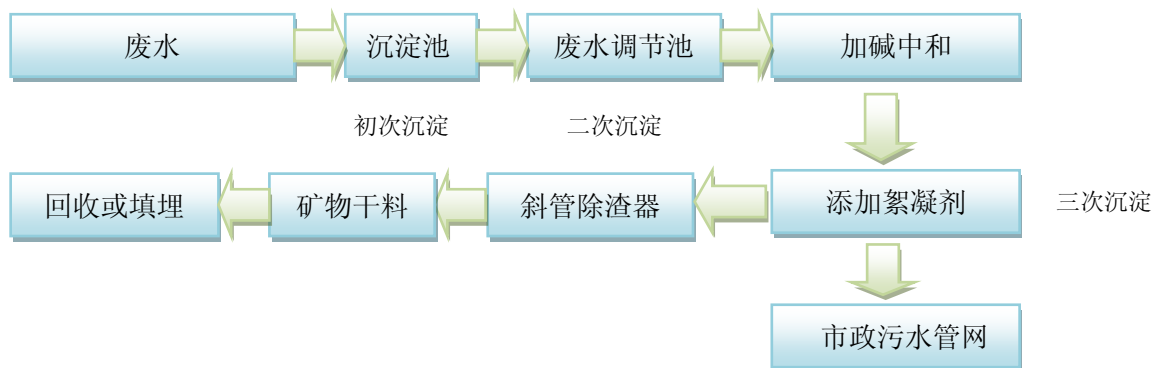 废水 沉淀池 废水调节池 加碱中和
初次沉淀 二次沉淀
回收或填埋 矿物干料 斜管除渣器 添加絮凝剂 三次沉淀
市政污水管网